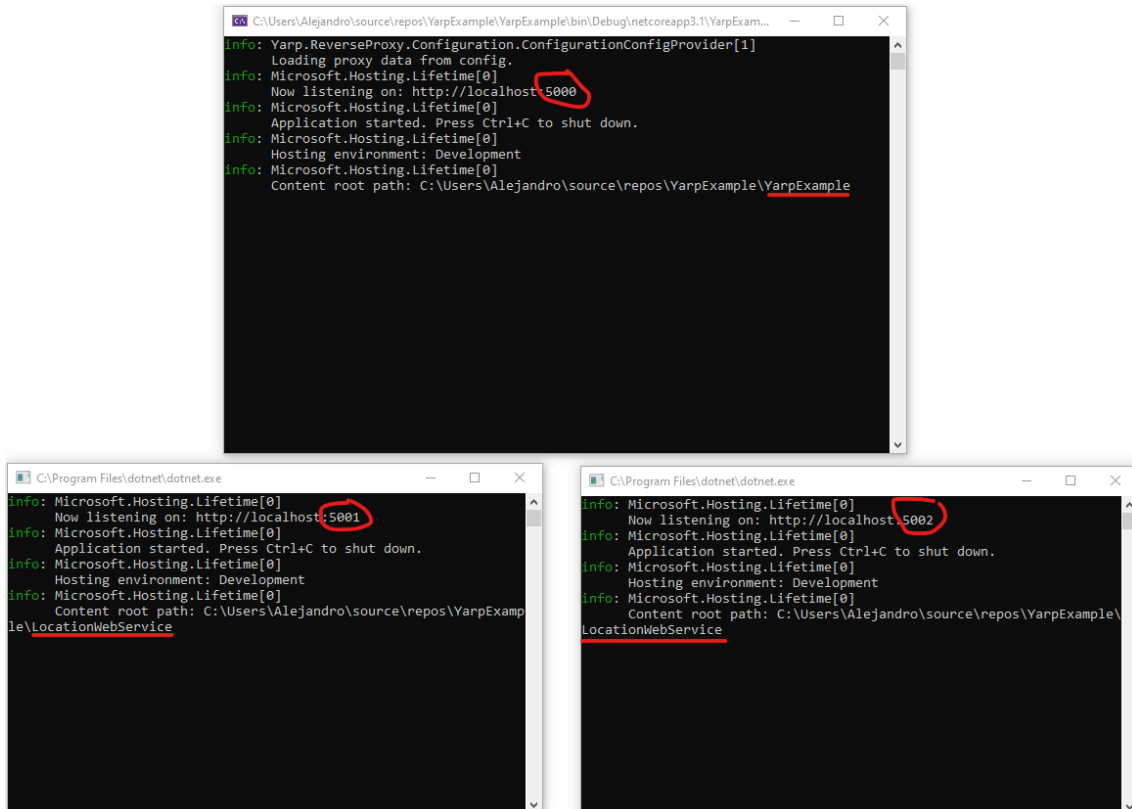 C:\Users\Alejandro\source\repos\YarpExample\YarpExample\bin\Debug\netcoreapp3.1\YarpExam...
info: Yarp.ReverseProxy.Configuration.ConfigurationConfigProvider[1]
Loading proxy data from config.
info: Microsoft.Hosting.Lifetime[0]
Now listening on: http://localhost:5000
info: Microsoft.Hosting.Lifetime[0]
Application started. Press Ctrl+C to shut down.
info: Microsoft.Hosting.Lifetime[0]
Hosting environment: Development
info: Microsoft.Hosting.Lifetime[0]
Content root path: C:\Users\Alejandro\source\repos\YarpExample\YarpExample
C:\Program Files\dotnet\dotnet.exe
info: Microsoft.Hosting.Lifetime[0]
Now listening on: http://localhost:5001
info: Microsoft.Hosting.Lifetime[0]
Application started. Press Ctrl+C to shut down.
info: Microsoft.Hosting.Lifetime[0]
Hosting environment: Development
info: Microsoft.Hosting.Lifetime[0]
Content root path: C:\Users\Alejandro\source\repos\YarpExamp
le\LocationWebService
C:\Program Files\dotnet\dotnet.exe
info: Microsoft.Hosting.Lifetime[0]
Now listening on: http://localhost:5002
info: Microsoft.Hosting.Lifetime[0]
Application started. Press Ctrl+C to shut down.
info: Microsoft.Hosting.Lifetime[0]
Hosting environment: Development
info: Microsoft.Hosting.Lifetime[0]
Content root path: C:\Users\Alejandro\source\repos\YarpExample\
LocationWebService